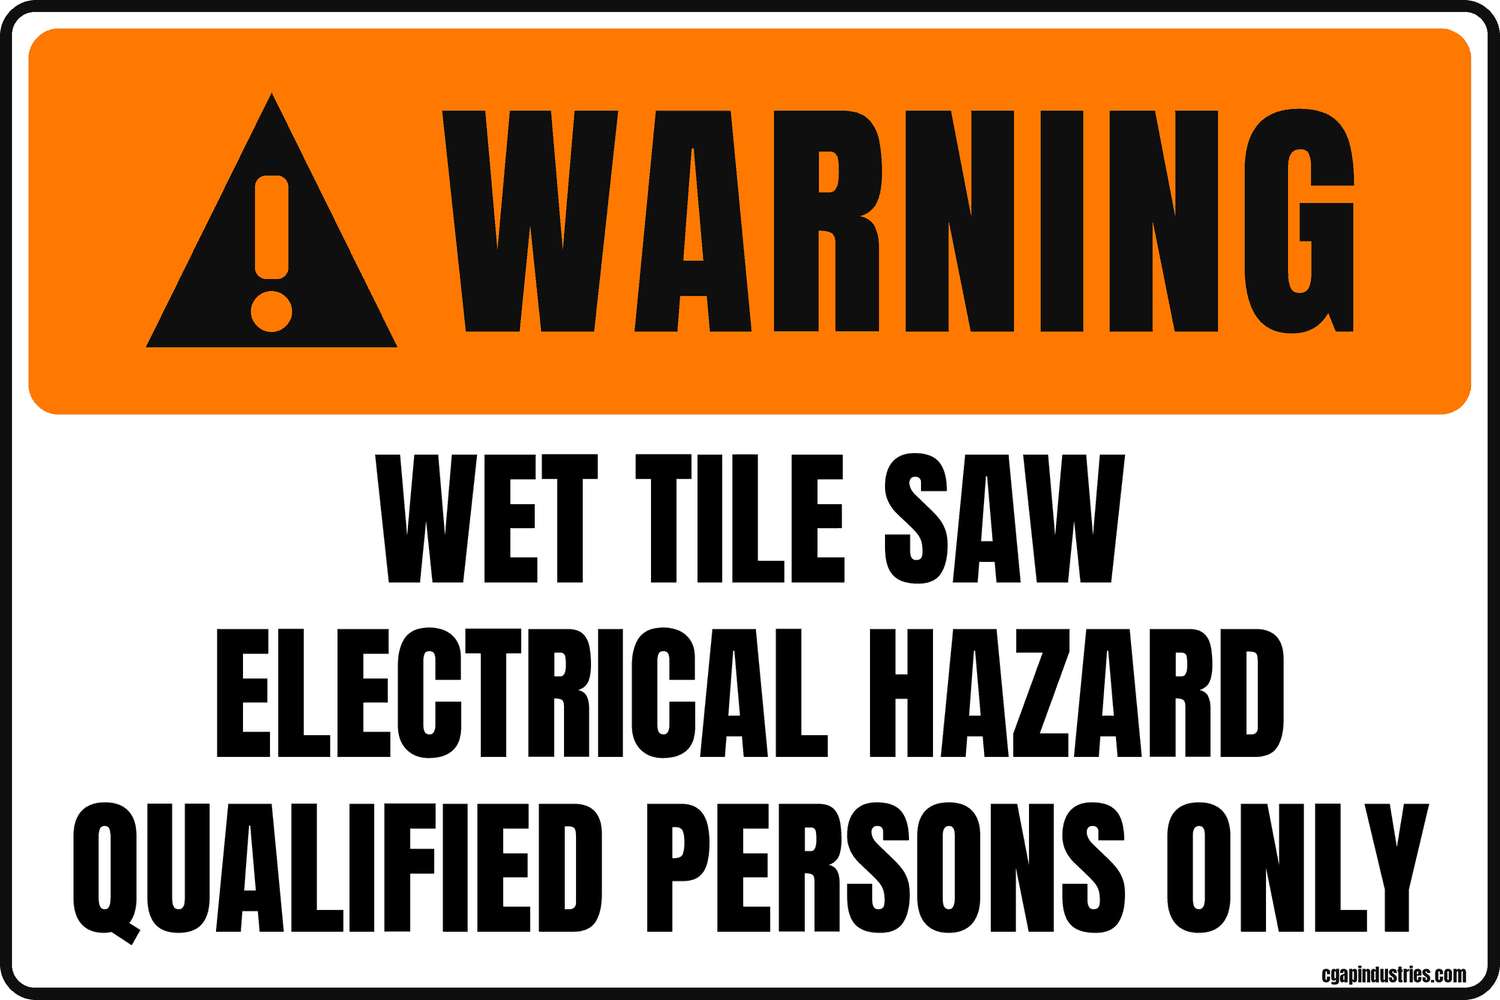 WARNING
WET TILE SAW
ELECTRICAL HAZARD
QUALIFIED PERSONS ONLY
cgapindustries.com